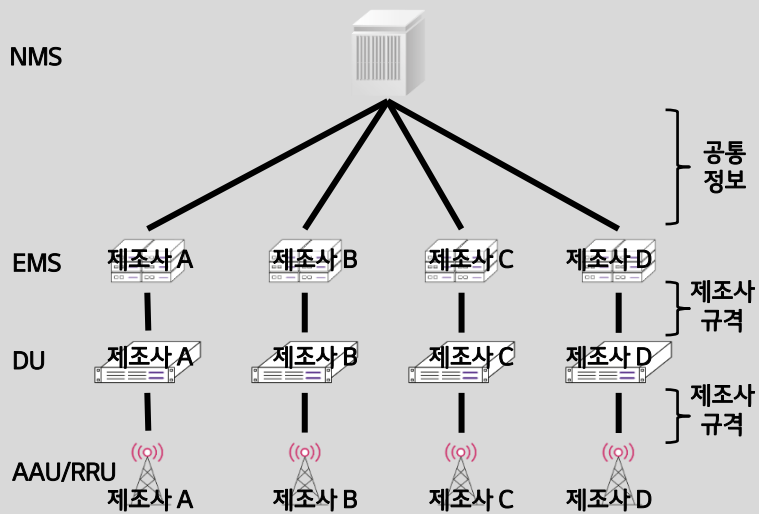 NMS
공통
정보
EMS
제조사 A
제조사 B
제조사 C
제조사 D
제조사
규격
DU
제조사 A
제조사 B
제조사 C
제조사 D
제조사
규격
AAU/RRU
제조사 A
제조사 B
제조사 C
제조사 D